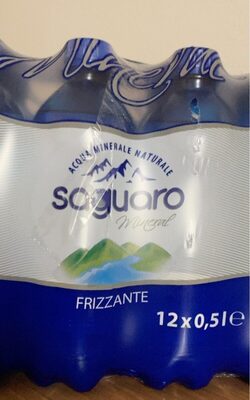 ACQUA MINERALE NATURALE
saguaro
Mineral
FRIZZANTE
12x0,5l e